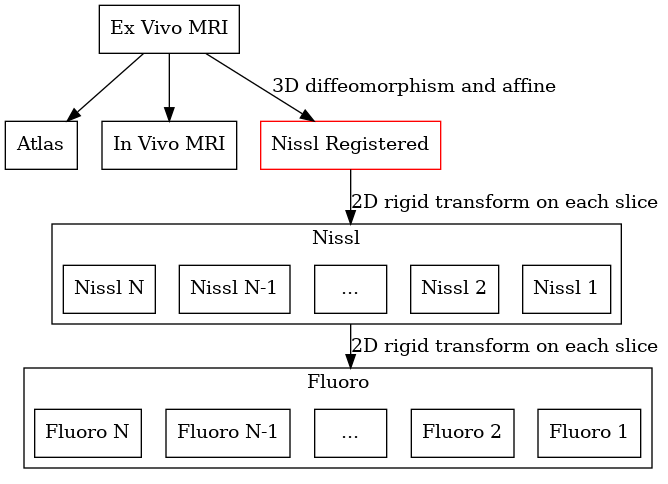 Ex Vivo MRI
3D diffeomorphism and affine
Atlas
In Vivo MRI
Nissl Registered
2D rigid transform on each slice
Nissl
Nissl N
Nissl N-1
...
Nissl 2
Nissl 1
2D rigid transform on each slice
Fluoro
Fluoro N
Fluoro N-1
...
Fluoro 2
Fluoro 1